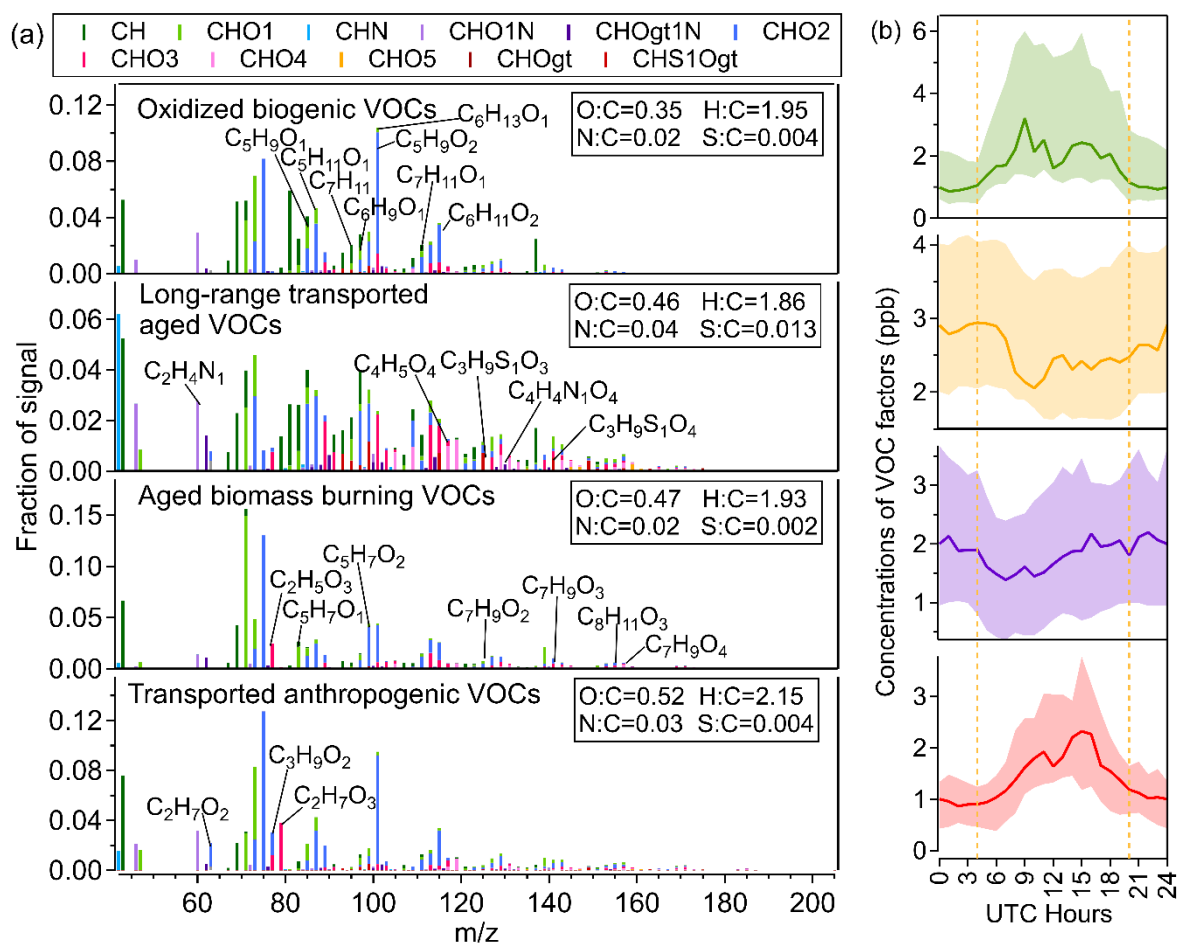 (a)
CH CHO1 CHN CHO1N CHOgt1N CHO2
CHO3 CHO4 CHO5 CHOgt CHS1Ogt
Fraction of signal
0.12
0.08
0.04
0.00
Oxidized biogenic VOCs
O:C=0.35 H:C=1.95
N:C=0.02 S:C=0.004
C₆H₁₃O₁
C₅H₉O₂
C₅H₉O₁
C₅H₁₁O₁
C₇H₁₁
C₆H₉O₁
C₇H₁₁O₁
C₆H₁₁O₂
0.06
0.04
0.02
0.00
Long-range transported
aged VOCs
O:C=0.46 H:C=1.86
N:C=0.04 S:C=0.013
C₂H₄N₁
C₄H₅O₄
C₃H₉S₁O₃
C₄H₄N₁O₄
C₃H₉S₁O₄
0.15
0.10
0.05
0.00
Aged biomass burning VOCs
O:C=0.47 H:C=1.93
N:C=0.02 S:C=0.002
C₅H₇O₂
C₂H₅O₃
C₅H₇O₁
C₇H₉O₂
C₇H₉O₃
C₈H₁₁O₃
C₇H₉O₄
0.12
0.08
0.04
0.00
Transported anthropogenic VOCs
O:C=0.52 H:C=2.15
N:C=0.03 S:C=0.004
C₂H₇O₂
C₃H₉O₂
C₂H₇O₃
60 80 100 120 140 160 180 200
m/z
(b)
Concentrations of VOC factors (ppb)
6
4
2
0
4
3
2
3
2
1
3
2
1
0
0 3 6 9 12 15 18 21 24
UTC Hours